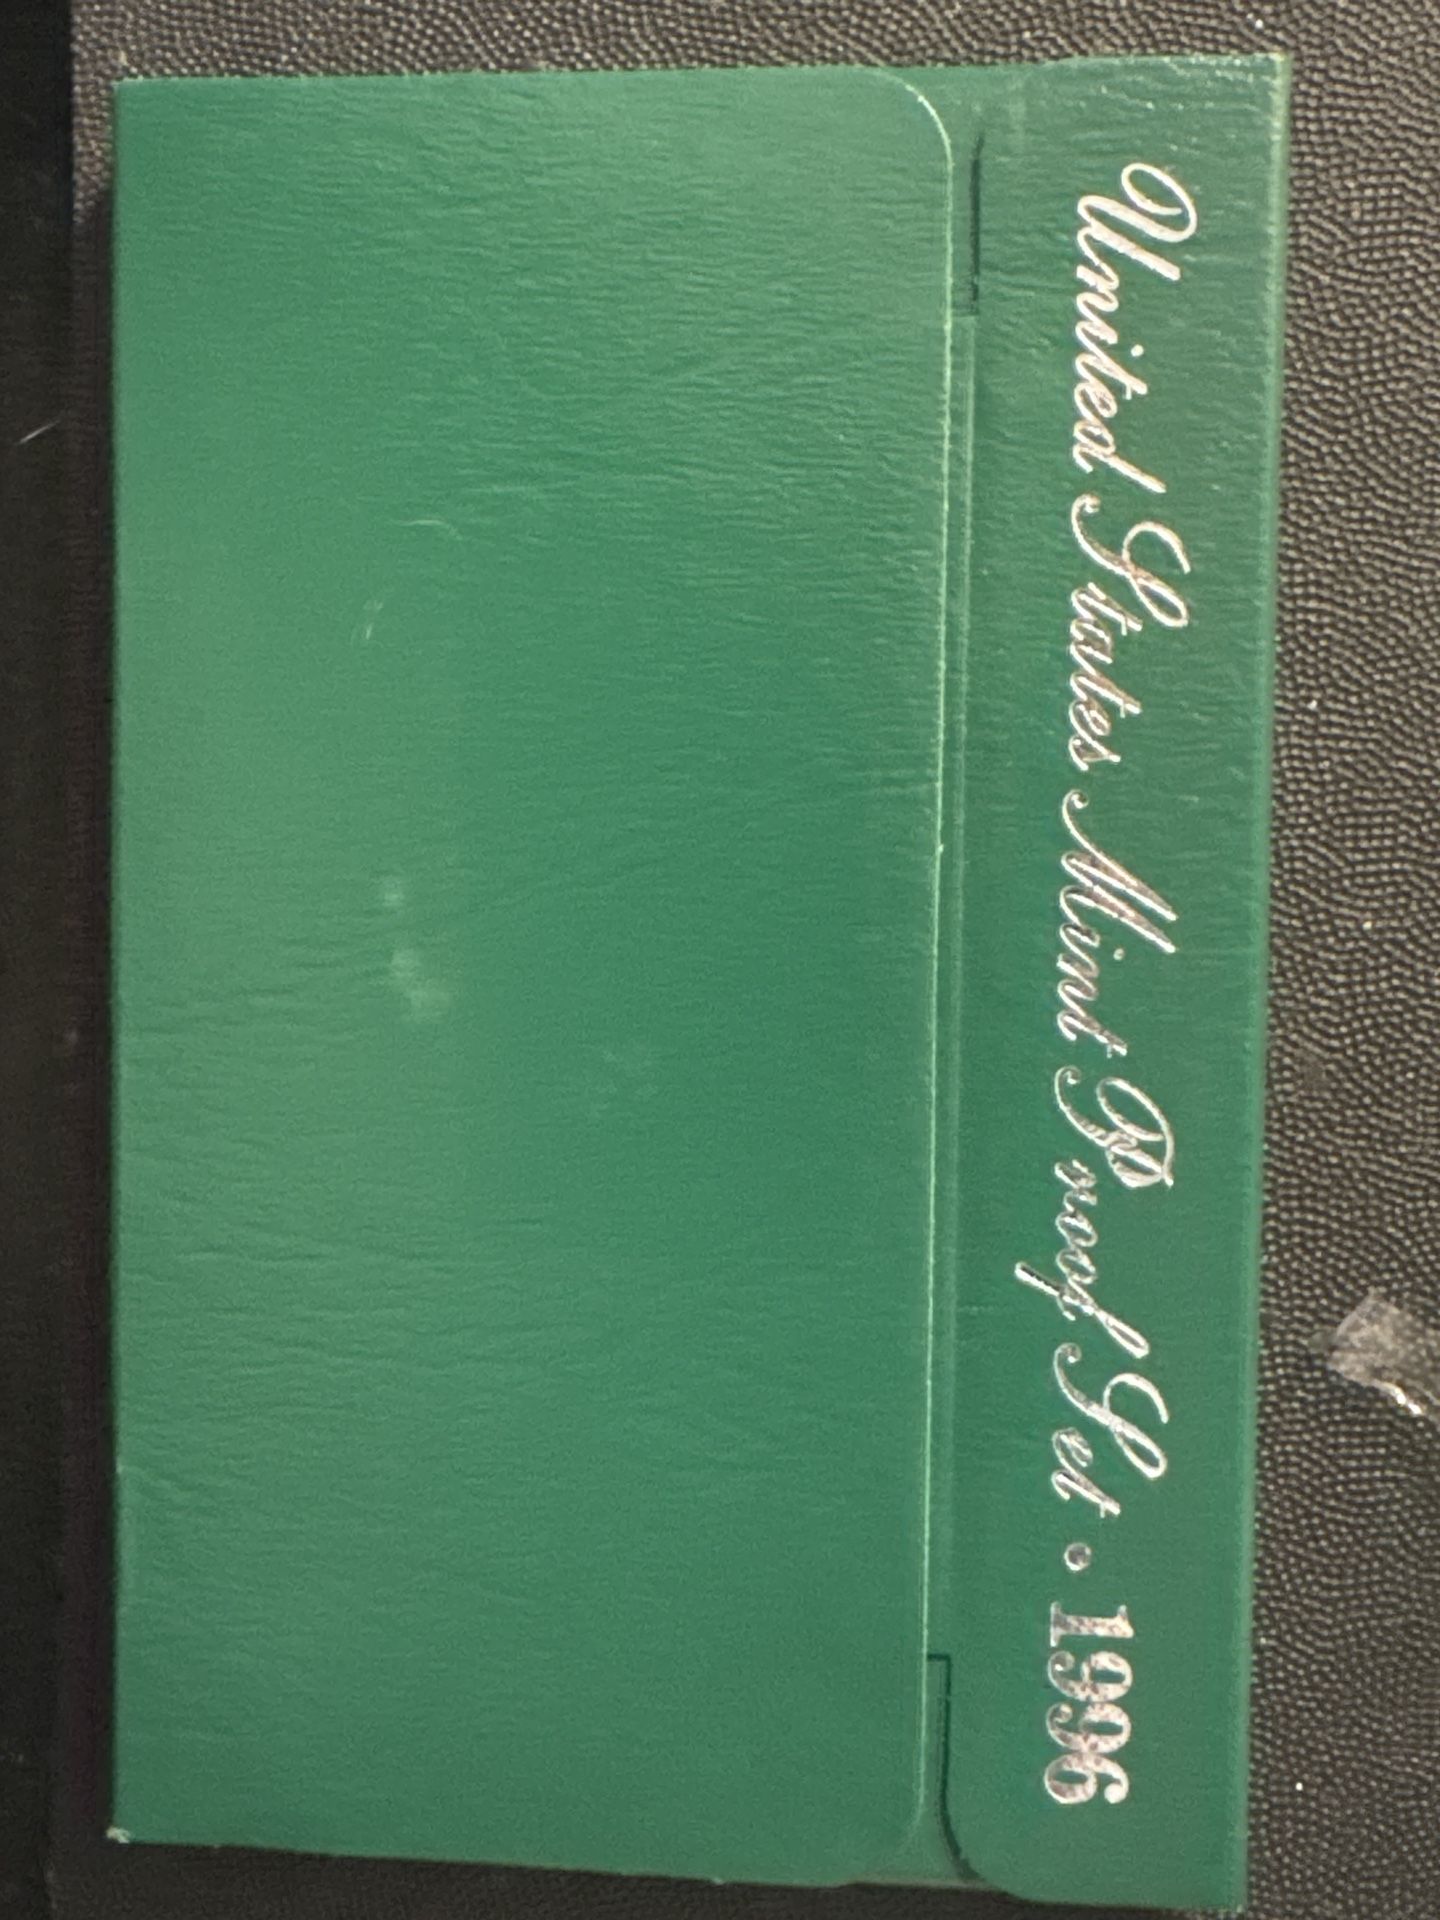 United States Mint Proof Set • 1996